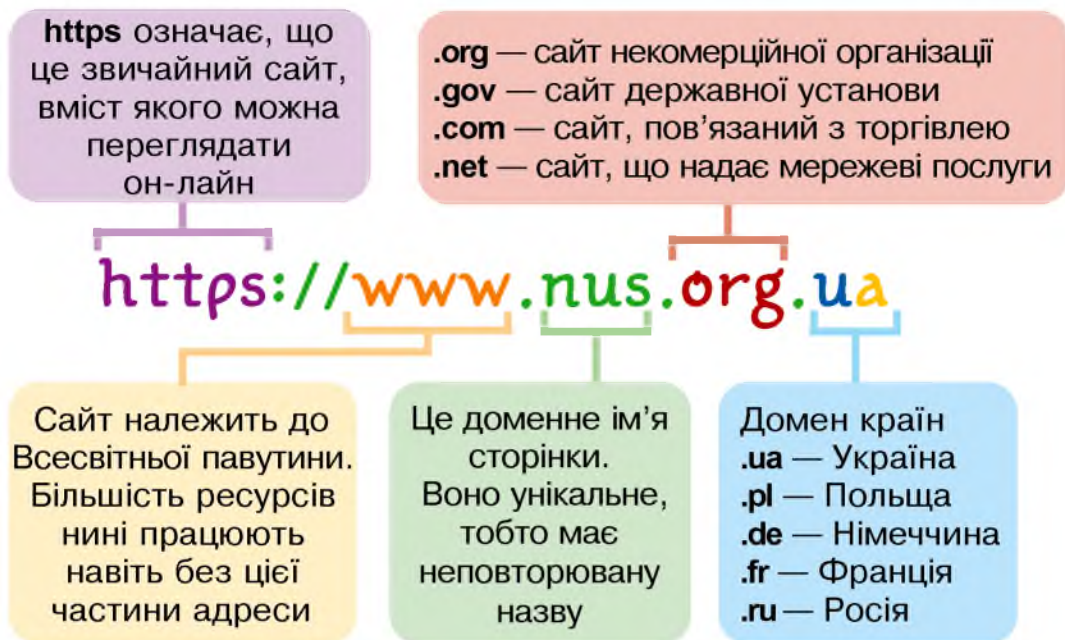 https означає, що
це звичайний сайт,
вміст якого можна
переглядати
он-лайн
.org — сайт некомерційної організації
.gov — сайт державної установи
.com — сайт, пов’язаний з торгівлею
.net — сайт, що надає мережеві послуги
https://www.nus.org.ua
Сайт належить до
Всесвітньої павутини.
Більшість ресурсів
нині працюють
навіть без цієї
частини адреси
Це доменне ім’я
сторінки.
Воно унікальне,
тобто має
неповторювану
назву
Домен країн
.ua — Україна
.pl — Польща
.de — Німеччина
.fr — Франція
.ru — Росія